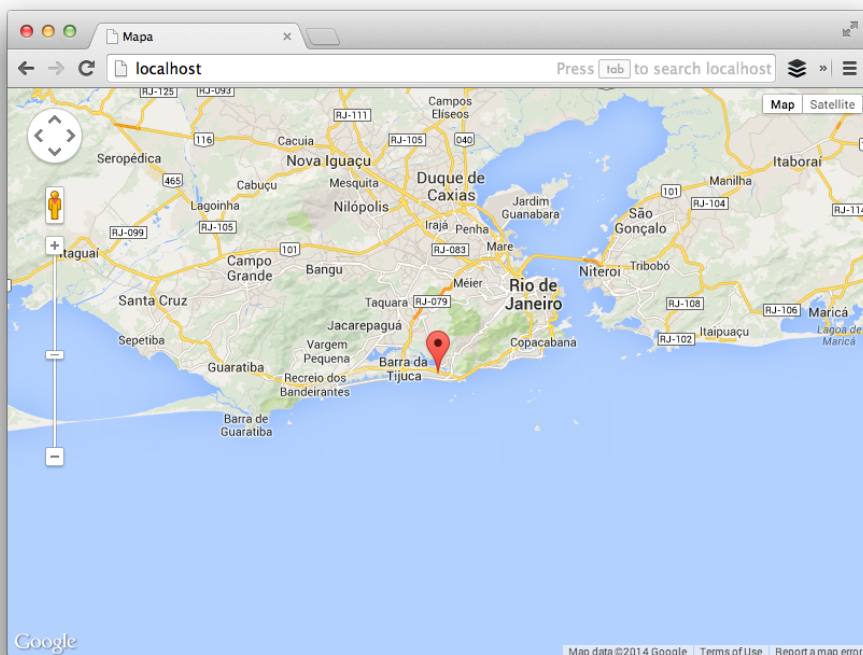 Mapa
localhost
Press tab to search localhost
Map
Satellite
RJ-125
RJ-093
Campos
Elíseos
RJ-111
116
Cacuia
RJ-105
040
Seropédica
Nova Iguaçu
Itaboraí
465
Cabuçu
Mesquita
Duque de
Caxias
101
Manilha
Lagoinha
Nilópolis
Jardim
Guanabara
São
Gonçalo
RJ-104
RJ-114
RJ-099
RJ-105
Irajá
Penha
Itaguaí
101
RJ-083
Mare
Campo
Grande
Bangu
Niteroi
Tribobó
Méier
Rio de
Janeiro
Santa Cruz
Taquara
RJ-079
RJ-108
RJ-106
Maricá
Jacarepaguá
Sepetiba
Vargem
Pequena
Copacabana
RJ-102
Itaipuaçu
Lagoa de
Maricá
Guaratiba
Barra da
Tijuca
Recreio dos
Bandeirantes
Barra de
Guaratiba
Google
Map data ©2014 Google
Terms of Use
Report a map error